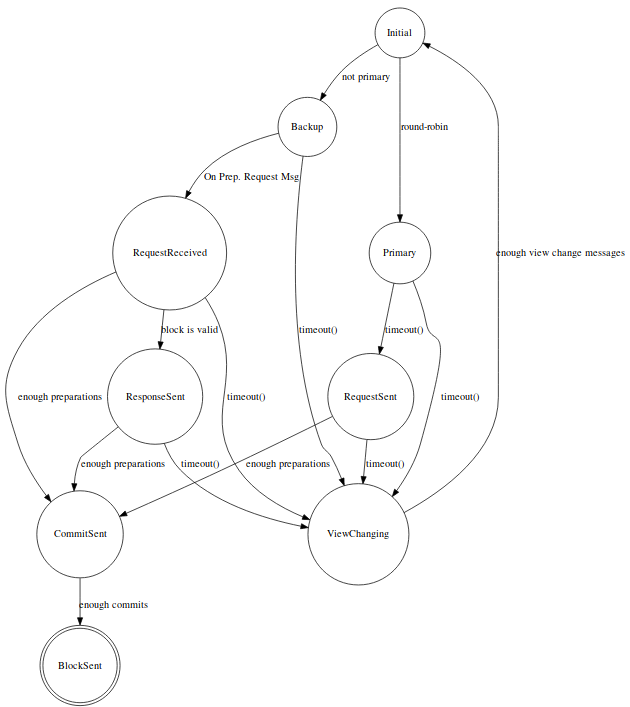 Initial
not primary
Backup
round-robin
On Prep. Request Msg
RequestReceived
Primary
enough view change messages
block is valid
timeout()
timeout()
enough preparations
ResponseSent
timeout()
RequestSent
timeout()
enough preparations
timeout()
enough preparations
timeout()
CommitSent
ViewChanging
enough commits
BlockSent